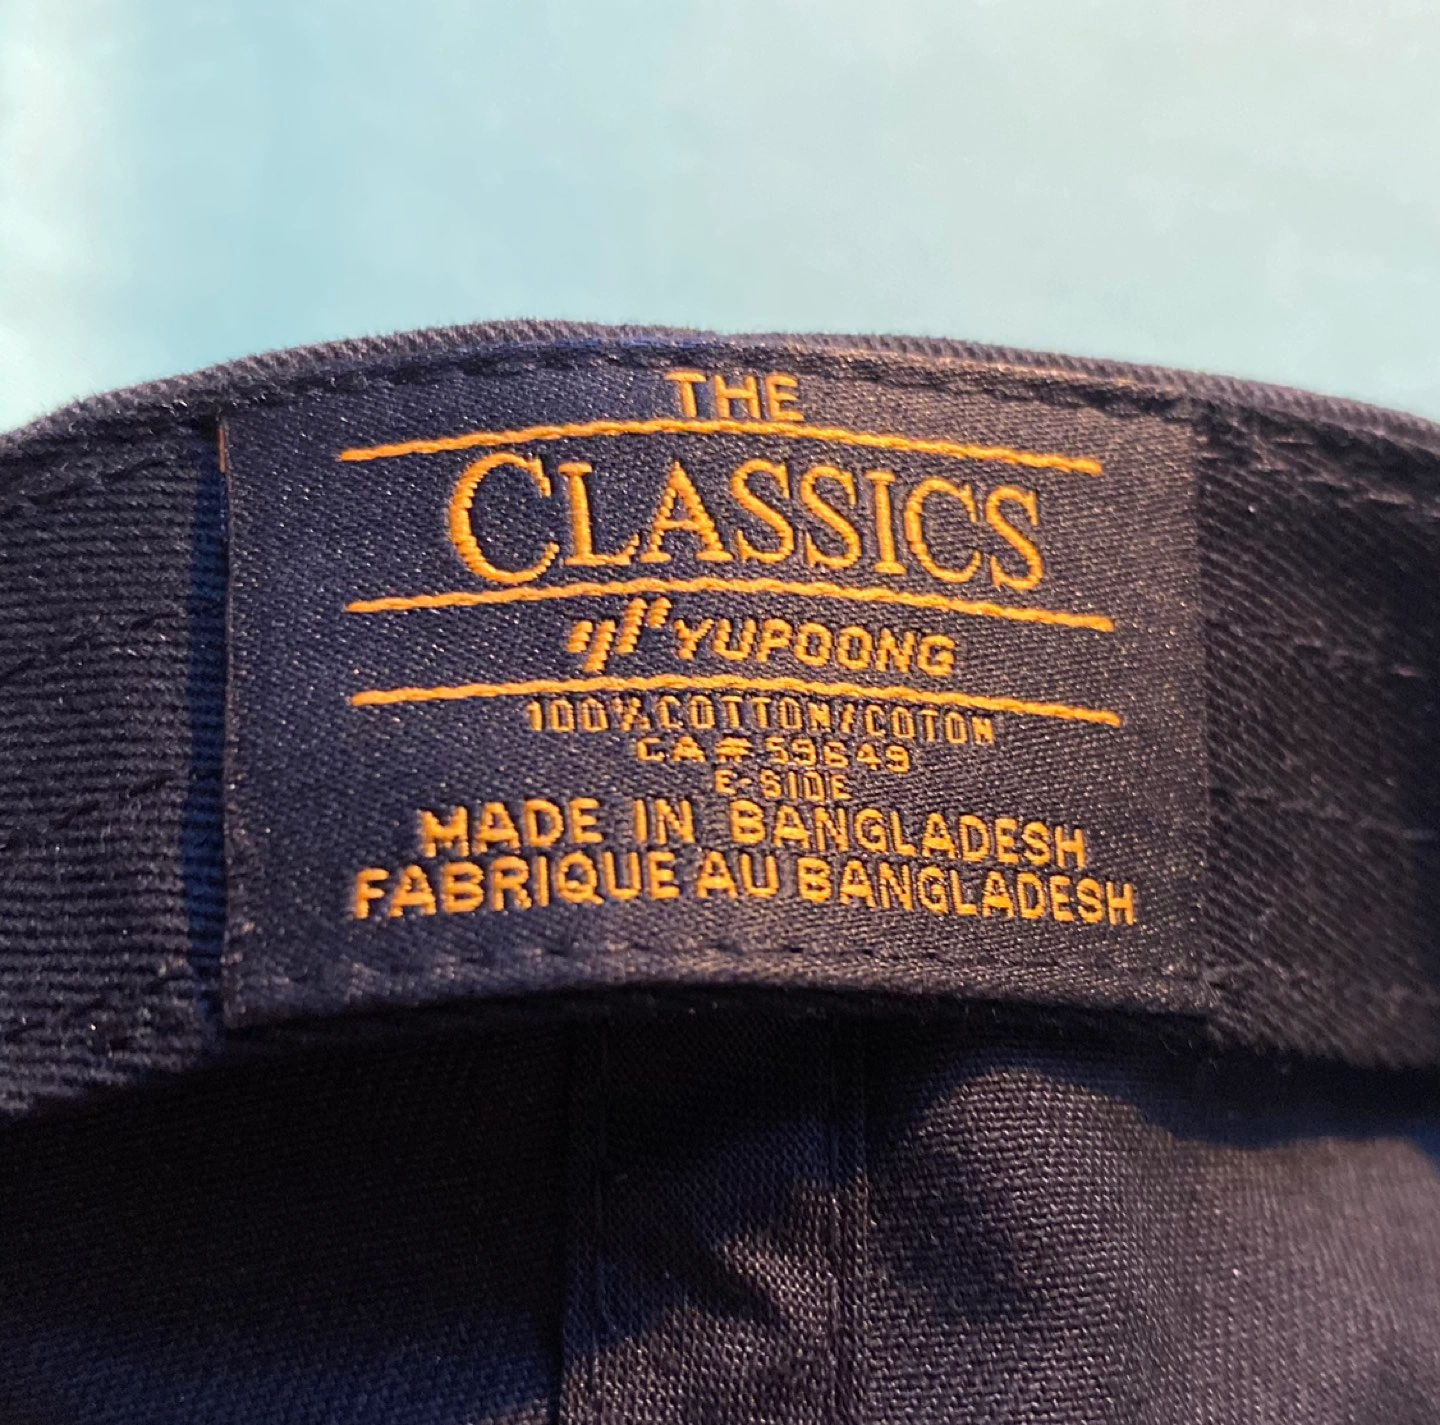 THE
CLASSICS
YUPOONG
100% COTTON/COTON
CA# 59649
E-SIDE
MADE IN BANGLADESH
FABRIQUE AU BANGLADESH